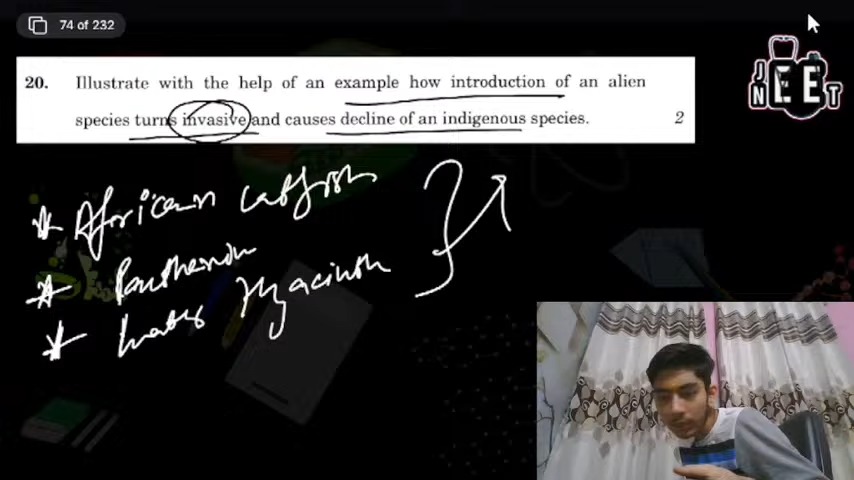 74 of 232
20. Illustrate with the help of an example how introduction of an alien
species turns invasive and causes decline of an indigenous species. 2
J NEET
African catfish
Parthenium
water Hyacinth